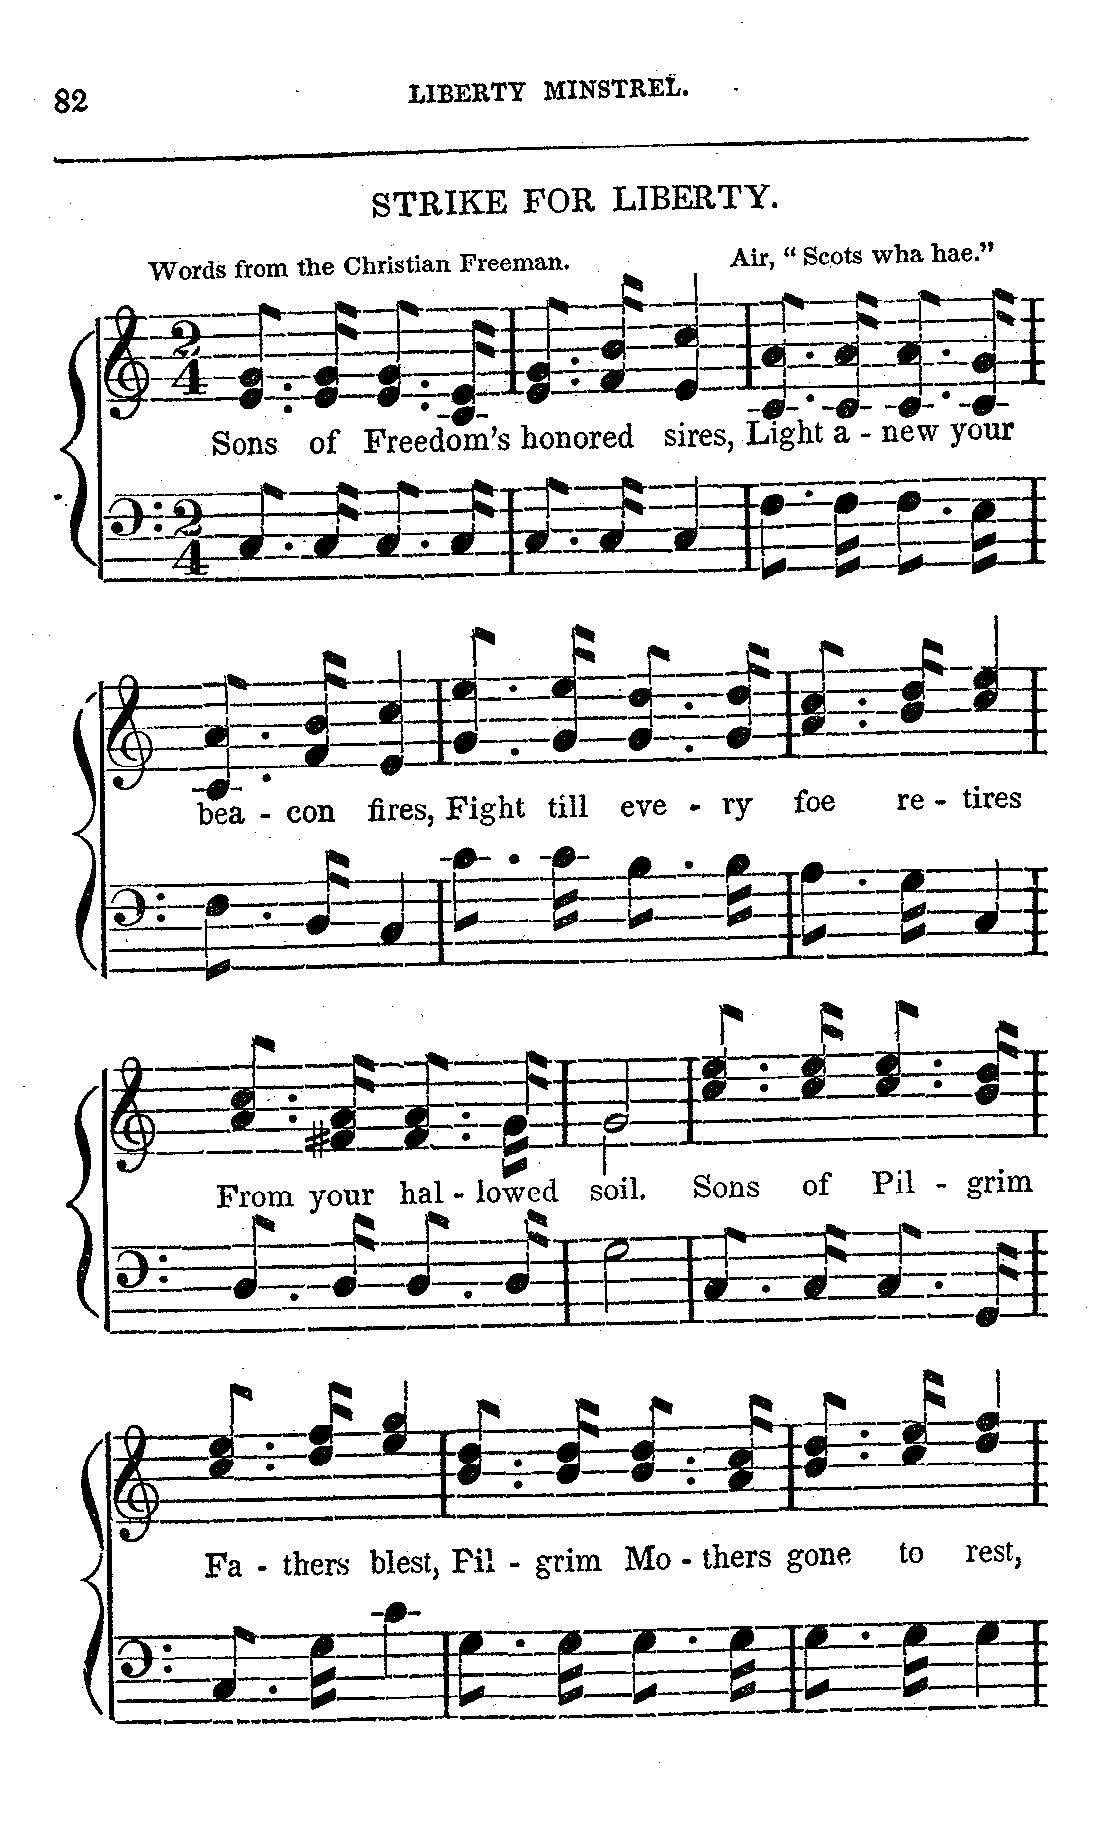 82
LIBERTY MINSTREL.
STRIKE FOR LIBERTY.
Words from the Christian Freeman. Air, “Scots wha hae.”
Sons of Freedom's honored sires, Light a - new your
bea - con fires, Fight till eve - ry foe re - tires
From your hal - lowed soil. Sons of Pil - grim
Fa - thers blest, Pil - grim Mo - thers gone to rest,